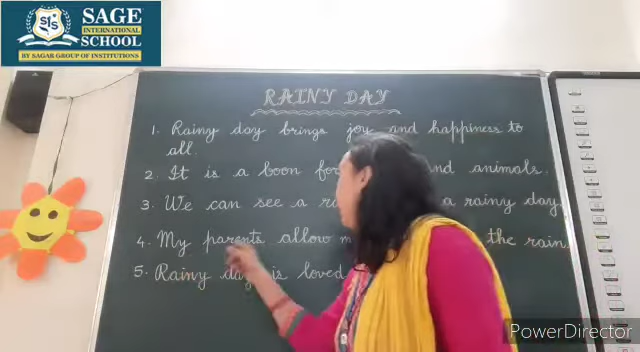 SAGE
INTERNATIONAL
SCHOOL
BY SAGAR GROUP OF INSTITUTIONS
RAINY DAY
1. Rainy day brings joy and happiness to
all.
2. It is a boon for nd animals.
3. We can see a ra a rainy day
4. My parents allow m the rain.
5. Rainy day is loved
PowerDirector